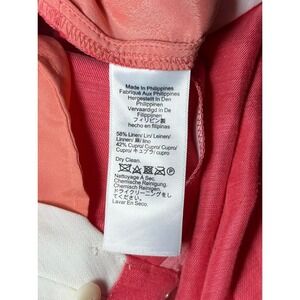 Made In Philippines
Fabriqué Aux Philippines
Hergestellt In Den
Philippinen
Vervaardigd In De
Filippijnen
フィリピン製
hecho en filipinas
58% Linen/ Lin/ Leinen/
Linnen/ 麻/ lino
42% Cupro/ Cupro/ Cupro/
Cupro/ キュプラ/ cupro
Dry Clean.
Nettoyage A Sec.
Chemisch Reinigung.
Chemisch Reinigen.
ドライクリーニングをし
てください。
Lavar En Seco.